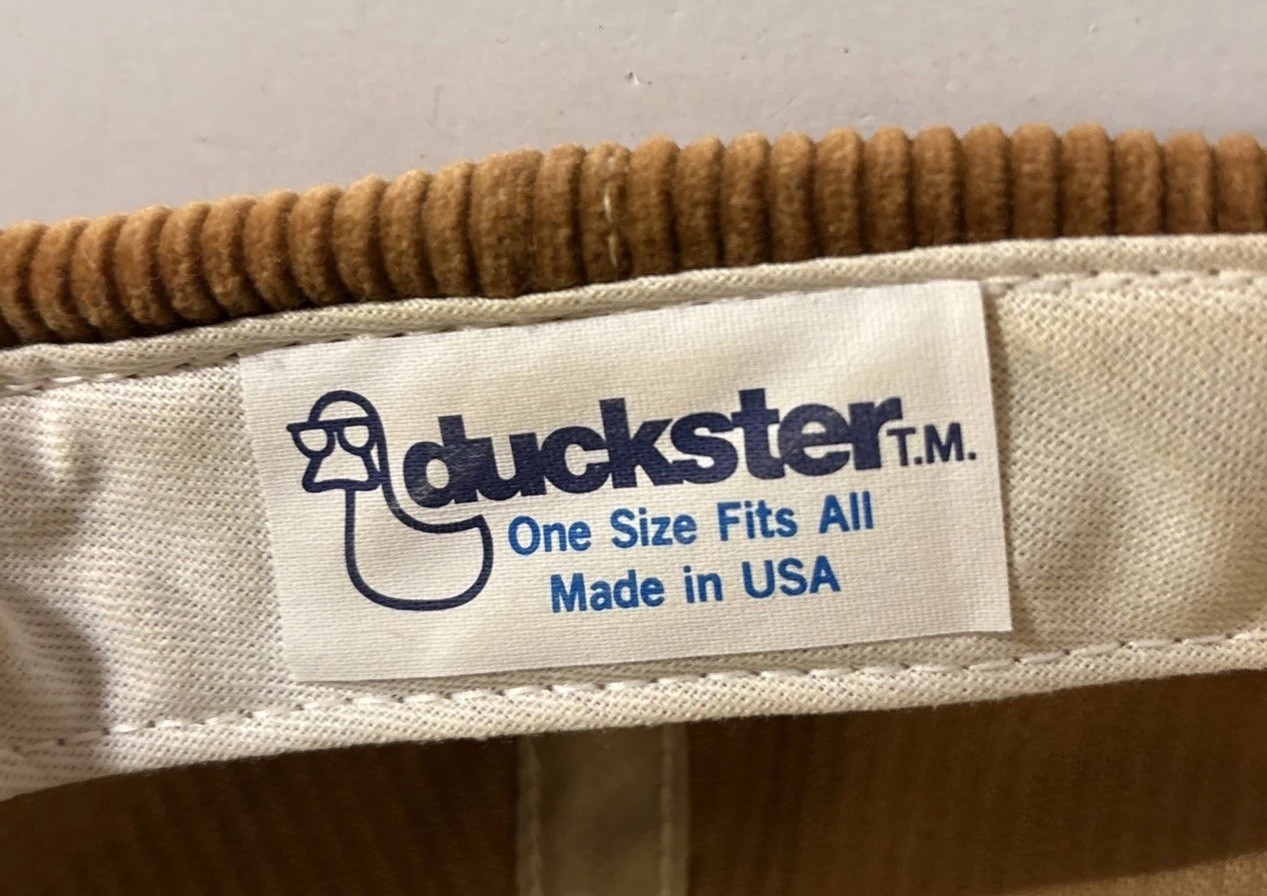 duckster T.M.
One Size Fits All
Made in USA